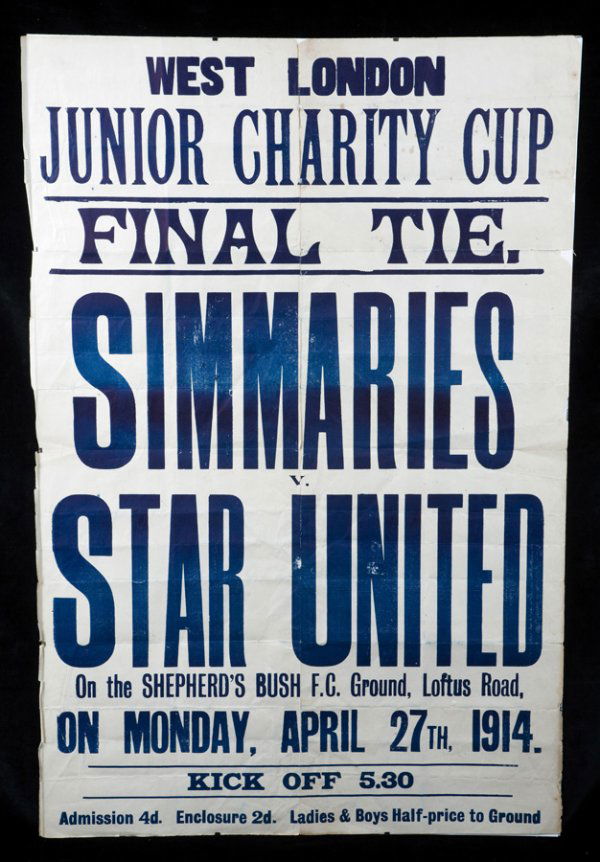 WEST LONDON
JUNIOR CHARITY CUP
FINAL TIE.
SIMMARIES
v.
STAR UNITED
On the SHEPHERD'S BUSH F.C. Ground, Loftus Road,
ON MONDAY, APRIL 27TH, 1914.
KICK OFF 5.30
Admission 4d. Enclosure 2d. Ladies & Boys Half-price to Ground